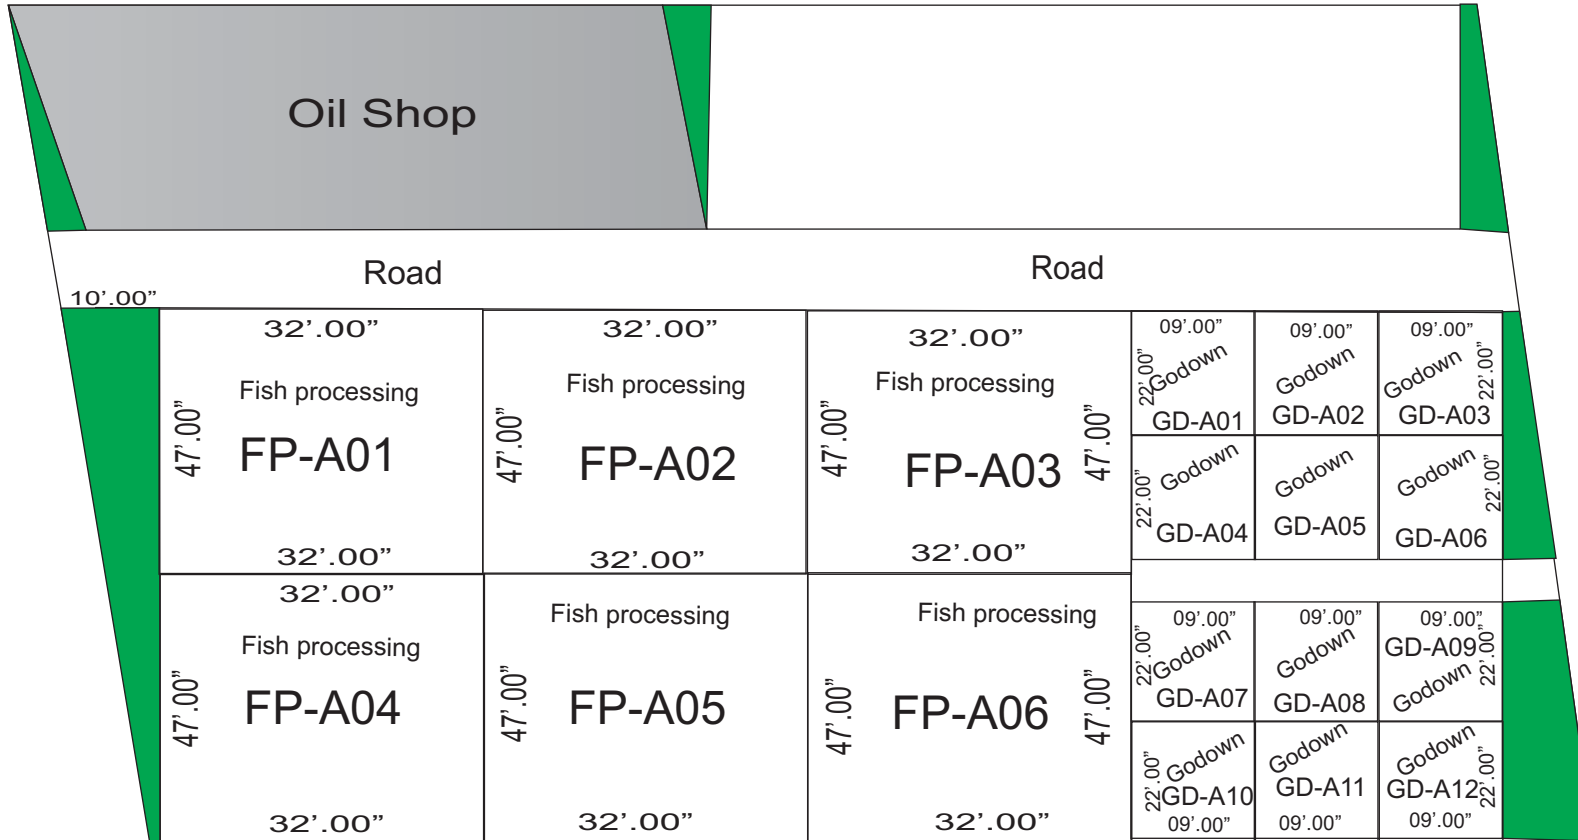 Oil Shop
Road
Road
10’.00”
32’.00”
32’.00”
32’.00”
Fish processing
Fish processing
Fish processing
47’.00”
FP-A01
47’.00”
FP-A02
47’.00”
FP-A03
47’.00”
32’.00”
32’.00”
32’.00”
09’.00”
09’.00”
09’.00”
22’.00”
Godown
Godown
Godown
22’.00”
GD-A01
GD-A02
GD-A03
22’.00”
Godown
Godown
Godown
22’.00”
GD-A04
GD-A05
GD-A06
32’.00”
Fish processing
Fish processing
Fish processing
47’.00”
FP-A04
47’.00”
FP-A05
47’.00”
FP-A06
47’.00”
32’.00”
32’.00”
32’.00”
09’.00”
09’.00”
09’.00”
22’.00”
Godown
Godown
GD-A09
22’.00”
GD-A07
GD-A08
Godown
22’.00”
Godown
Godown
Godown
22’.00”
GD-A10
GD-A11
GD-A12
09’.00”
09’.00”
09’.00”